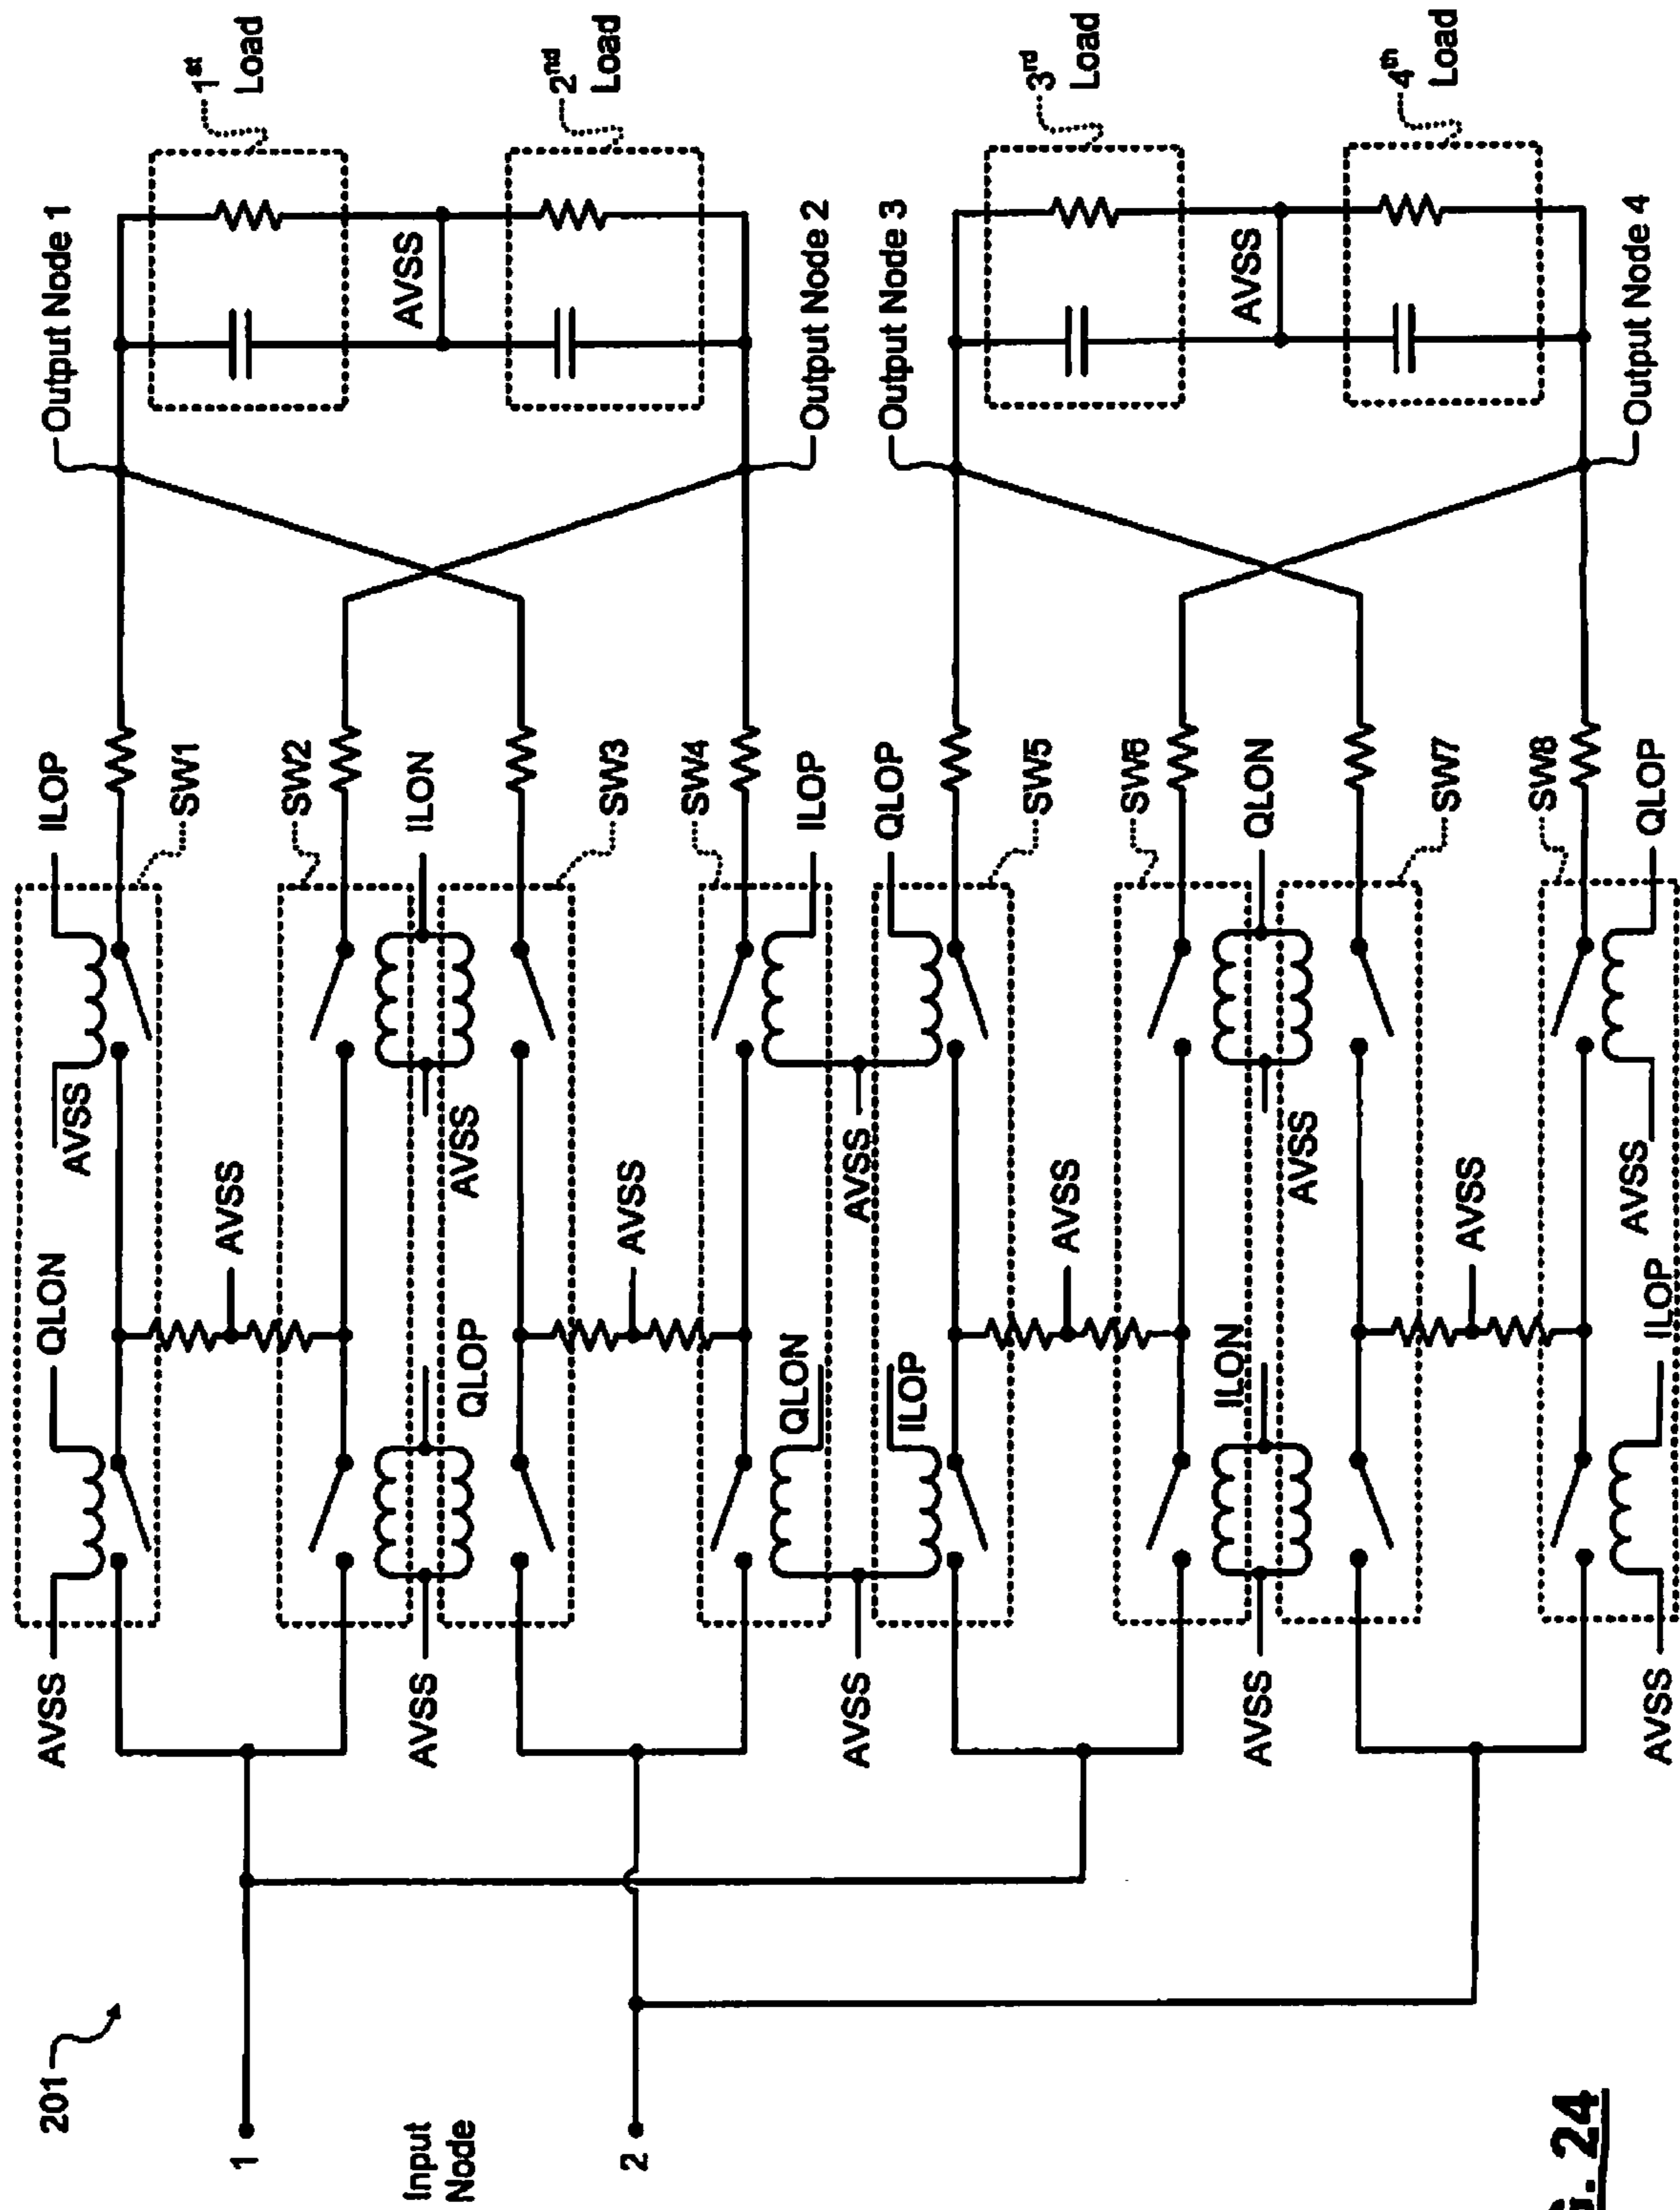 201
AVSS
QLON
AVSS
ILOP
Output Node 1
SW1
1st
Load
1
AVSS
SW2
Input
Node
AVSS
QLOP
AVSS
ILON
AVSS
2nd
Load
2
AVSS
SW3
SW4
QLON
ILOP
Output Node 2
AVSS
AVSS
ILOP
QLOP
Output Node 3
SW5
3rd
Load
AVSS
SW6
AVSS
ILON
AVSS
QLON
AVSS
4th
Load
SW7
AVSS
SW8
AVSS
ILOP
AVSS
QLOP
Output Node 4
24